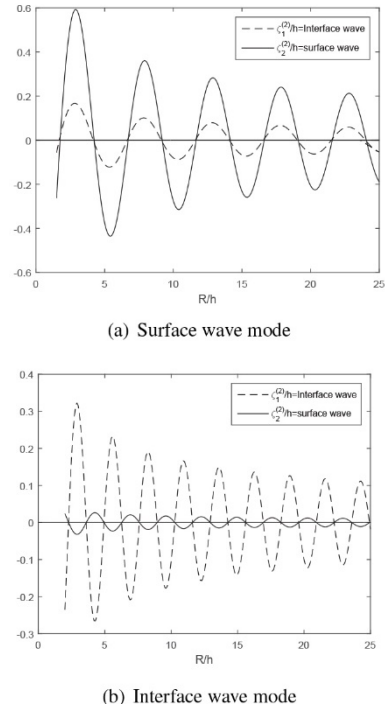 0.6
0.4
0.2
0
-0.2
-0.4
0.6
0 5 10 15 20 25
R/h
ζ₁⁽²⁾/h=Interface wave
ζ₂⁽²⁾/h=surface wave
(a) Surface wave mode
0.4
0.3
0.2
0.1
0
-0.1
-0.2
-0.3
0 5 10 15 20 25
R/h
ζ₁⁽²⁾/h=Interface wave
ζ₂⁽²⁾/h=surface wave
(b) Interface wave mode